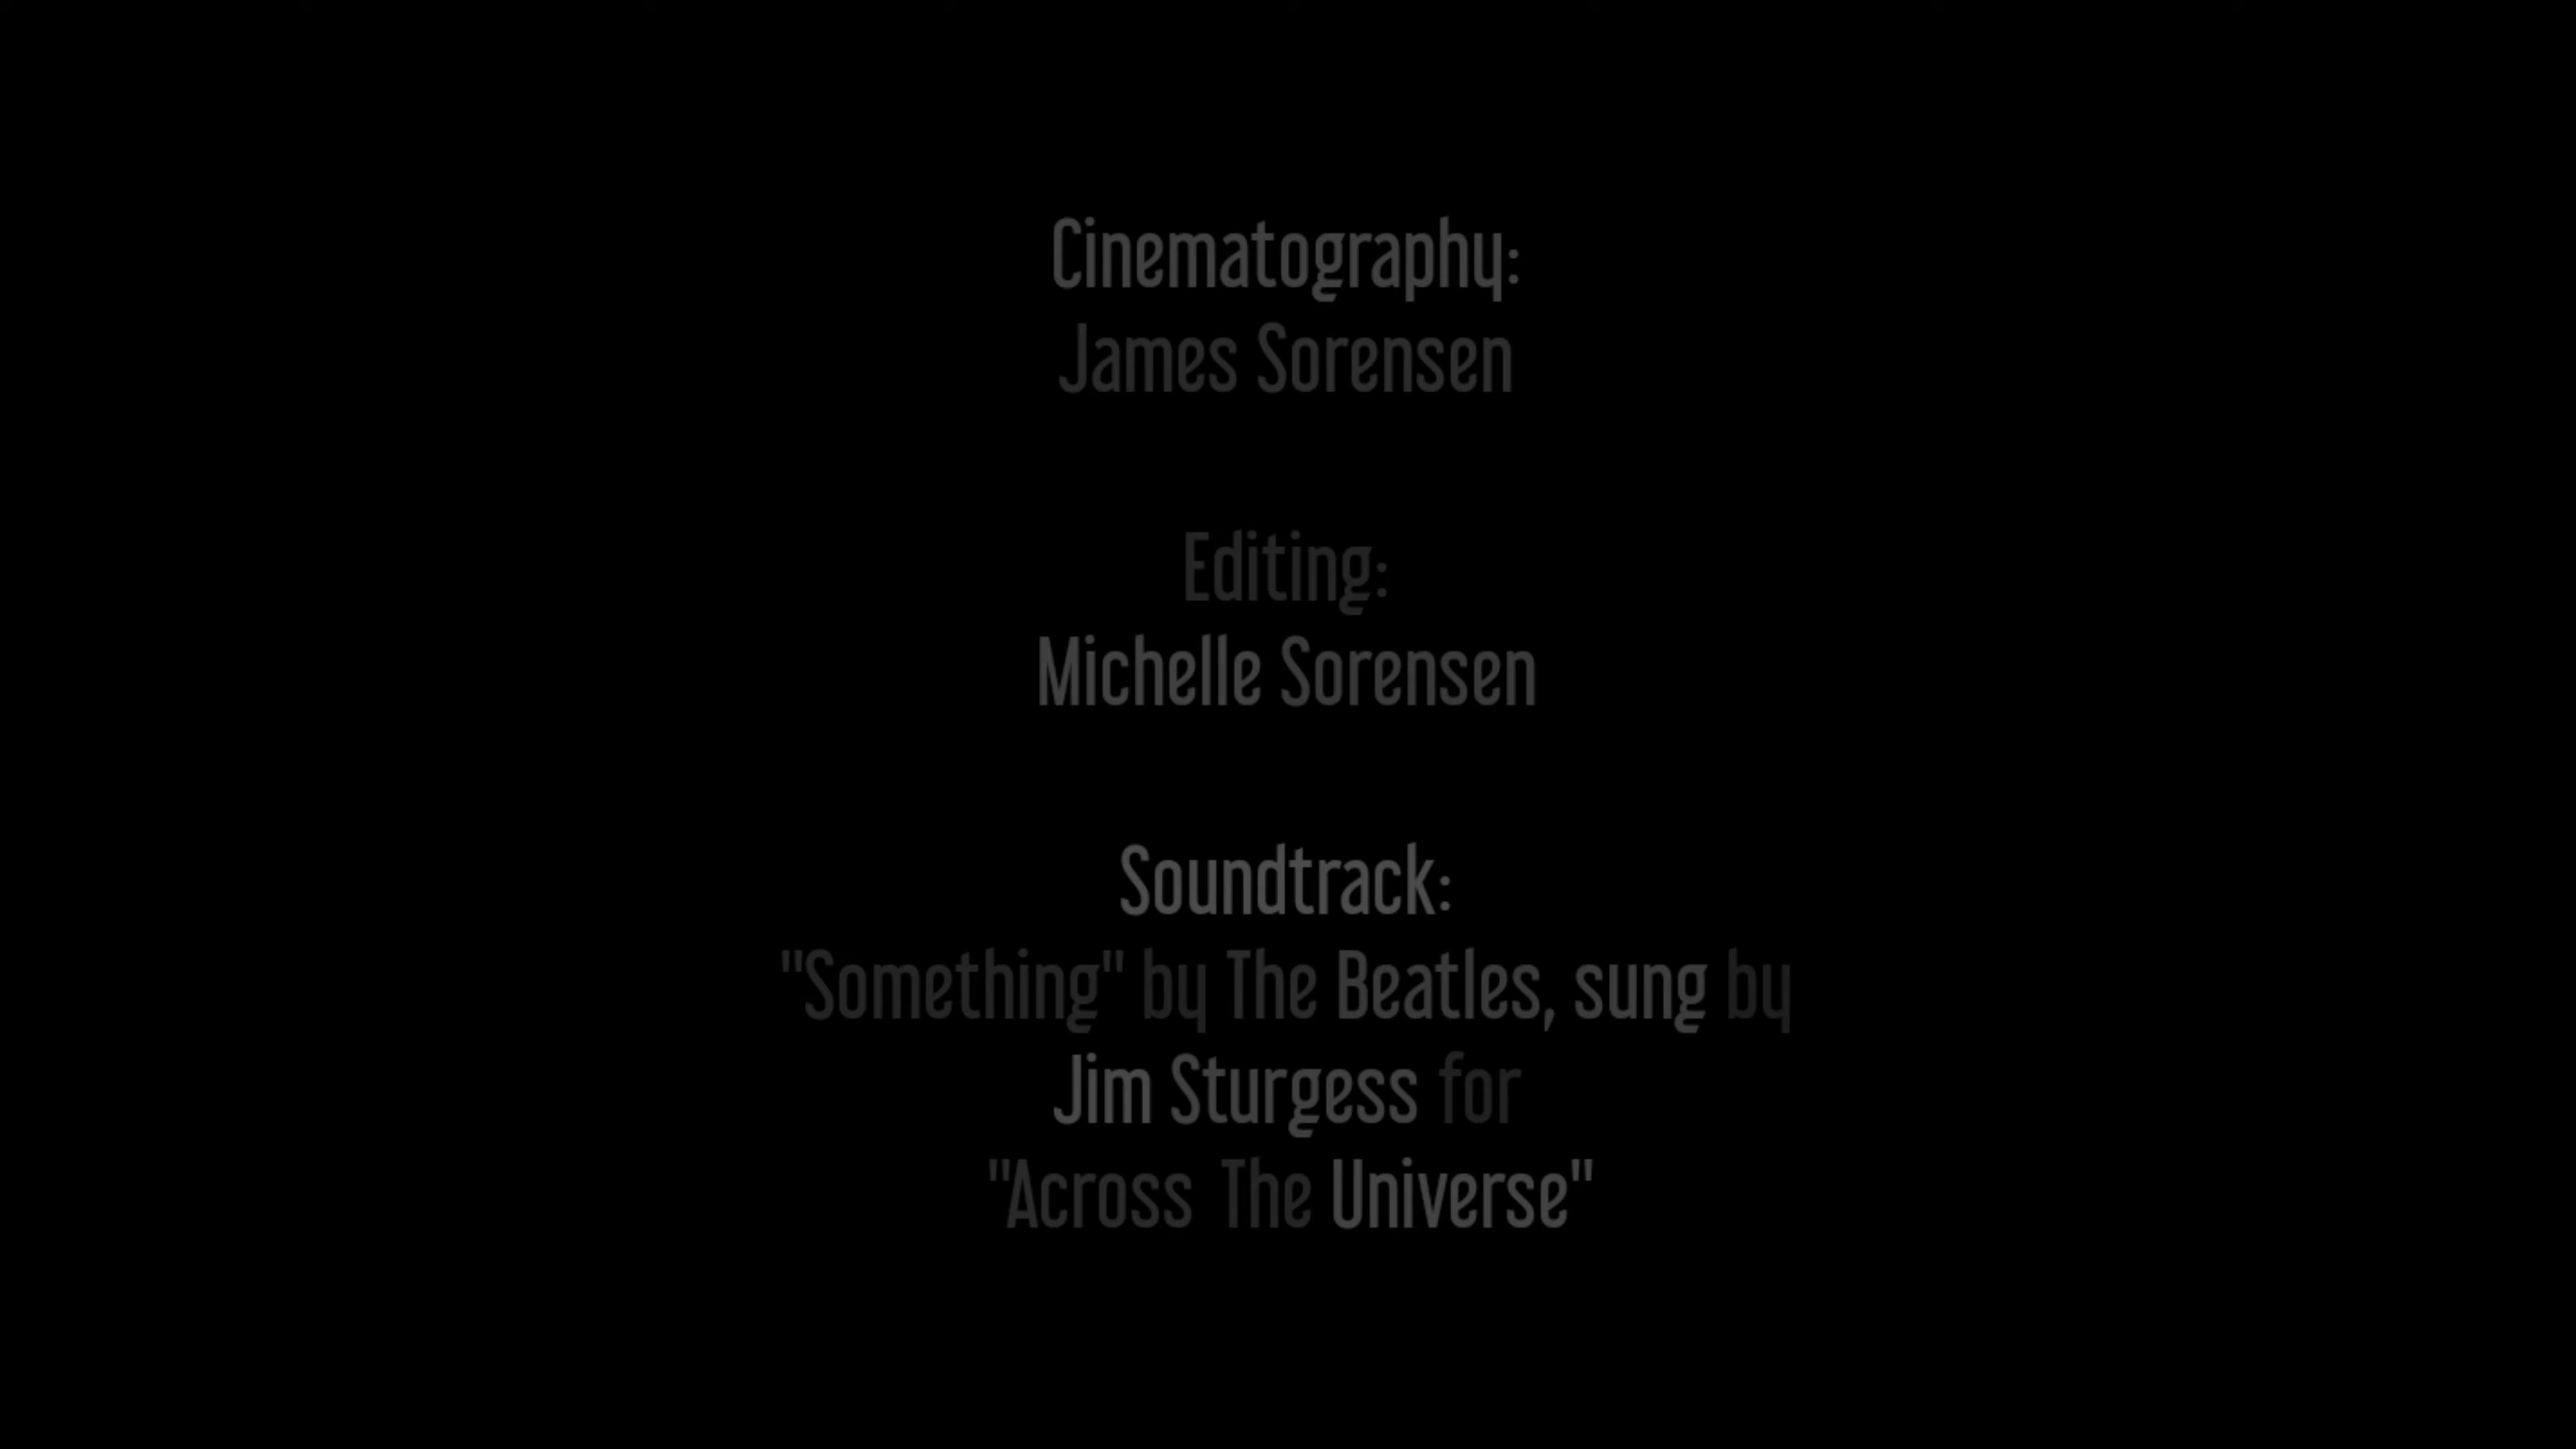 Cinematography:
James Sorensen
Editing:
Michelle Sorensen
Soundtrack:
"Something" by The Beatles, sung by
Jim Sturgess for
"Across The Universe"